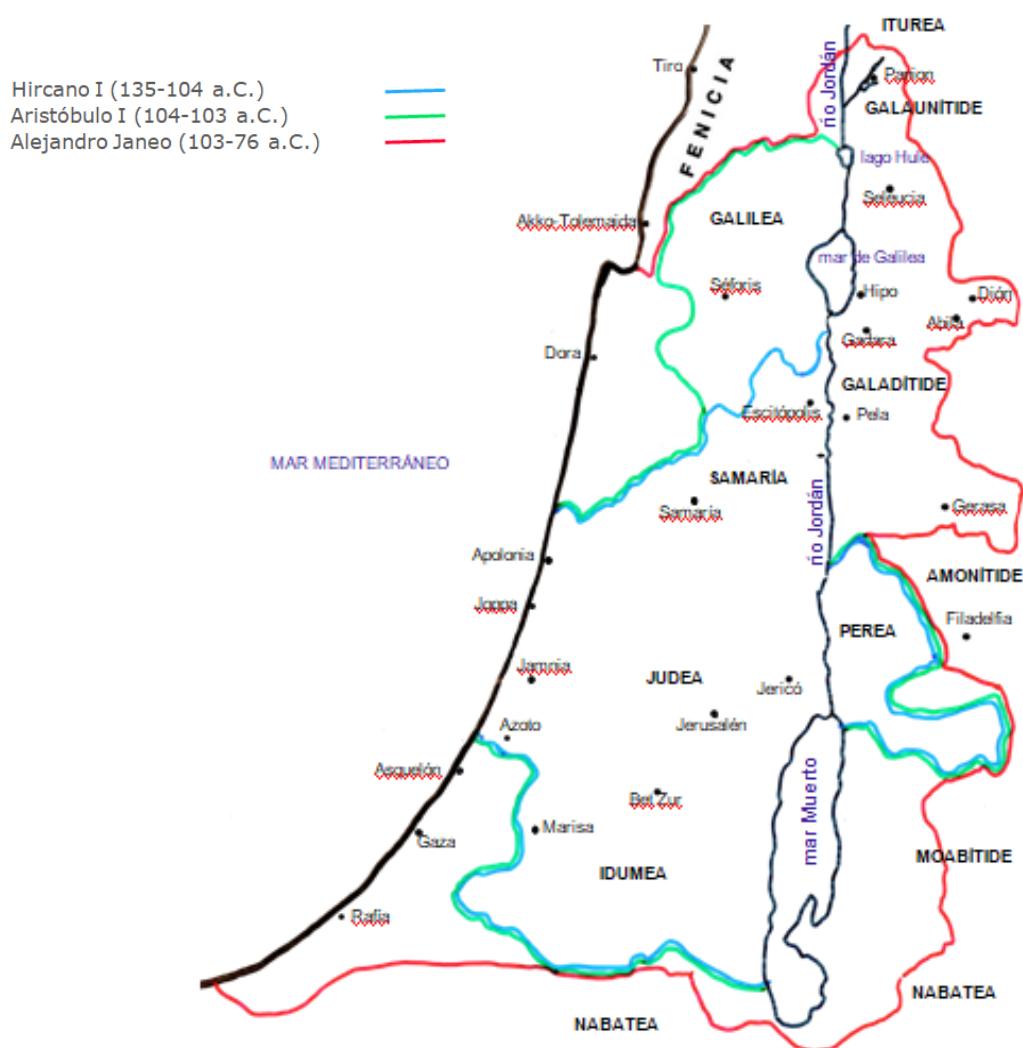 Hircano I (135-104 a.C.)
Aristóbulo I (104-103 a.C.)
Alejandro Janeo (103-76 a.C.)
ITUREA
Tiro
río Jordán
Panion
FENICIA
GALAUNÍTIDE
lago Hule
Seleucia
Akko-Tolemaida
GALILEA
mar de Galilea
Séforis
Hipo
Dión
Abila
Gadara
Dora
GALADÍTIDE
Escitópolis
Pela
MAR MEDITERRÁNEO
SAMARÍA
Samaria
Gerasa
río Jordán
Apolonia
AMONÍTIDE
Joppa
Filadelfia
PEREA
Jamnia
JUDEA
Jericó
Azoto
Jerusalén
Asquelón
Bet Zur
mar Muerto
Gaza
Marisa
MOABÍTIDE
IDUMEA
Rafia
NABATEA
NABATEA